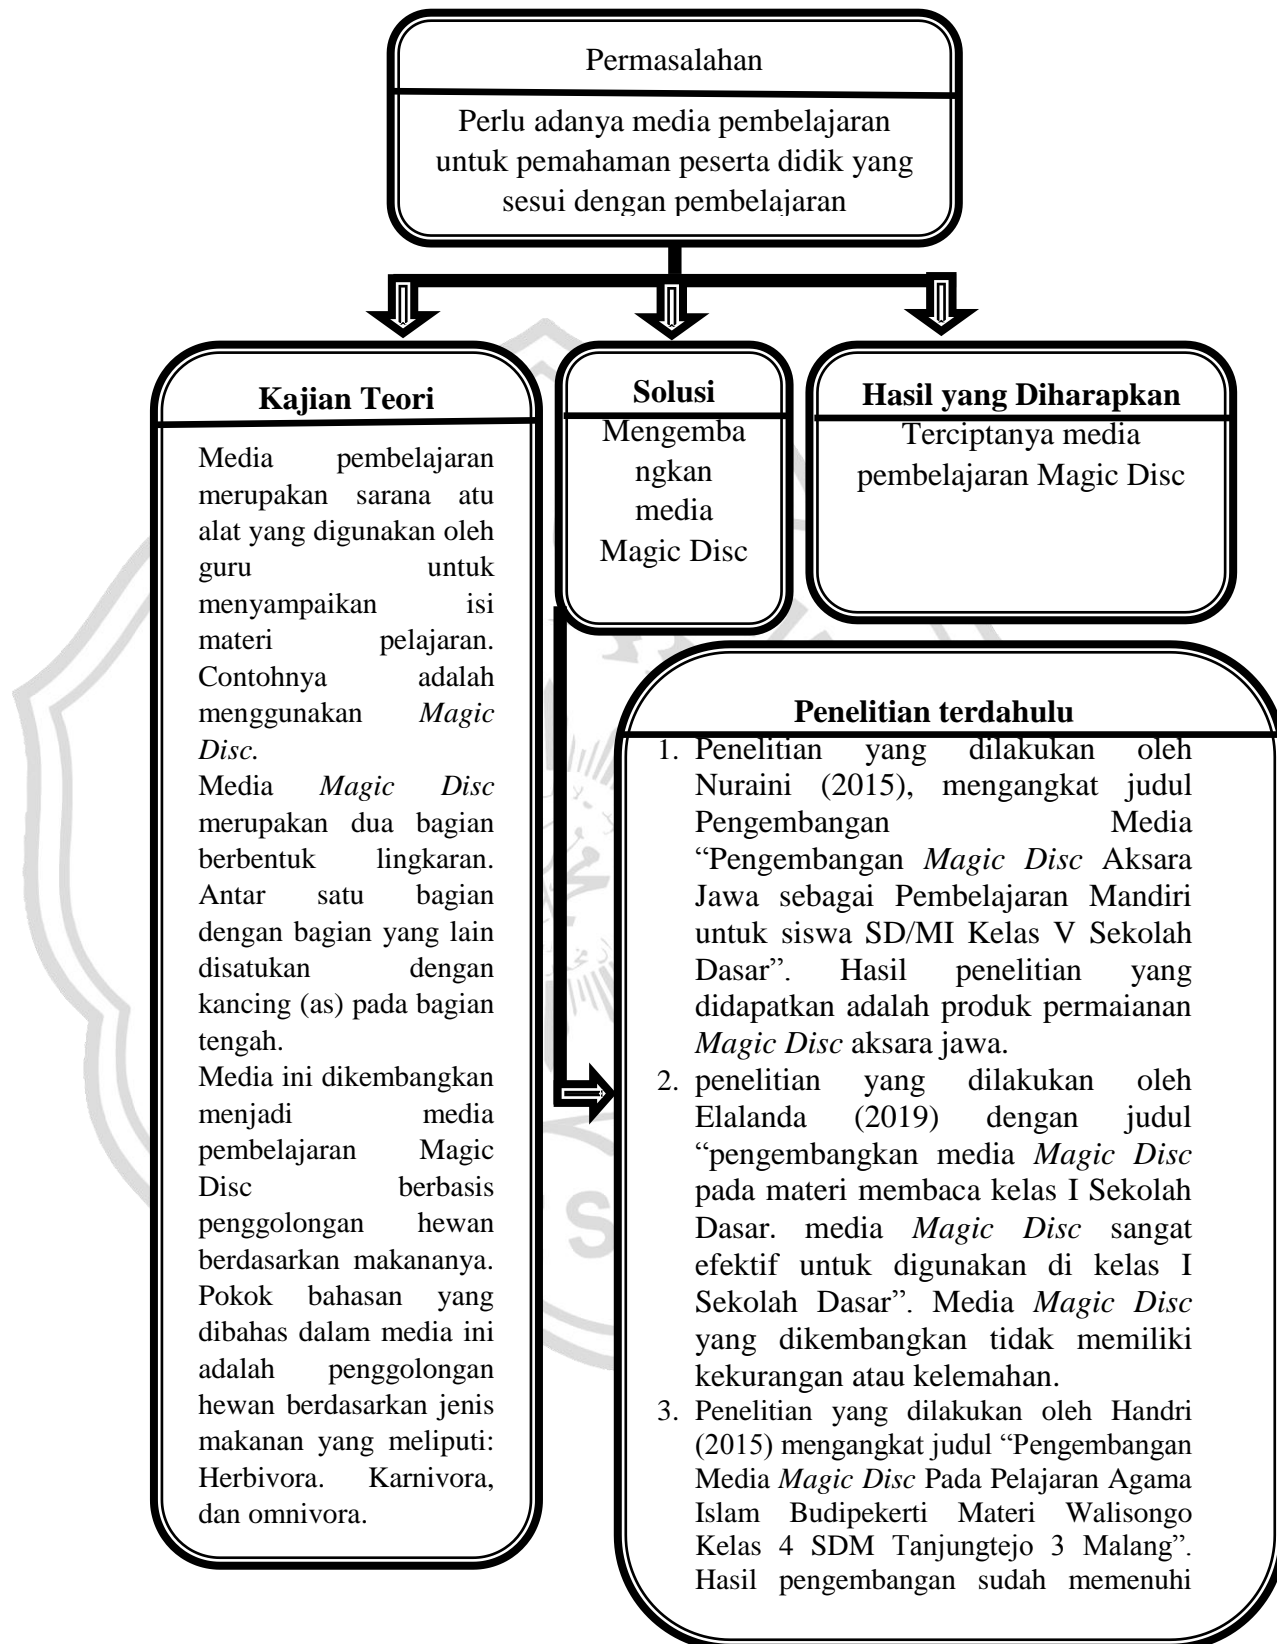 Permasalahan
Perlu adanya media pembelajaran
untuk pemahaman peserta didik yang
sesui dengan pembelajaran
Kajian Teori
Media pembelajaran
merupakan sarana atu
alat yang digunakan oleh
guru untuk
menyampaikan isi
materi pelajaran.
Contohnya adalah
menggunakan Magic
Disc.
Media Magic Disc
merupakan dua bagian
berbentuk lingkaran.
Antar satu bagian
dengan bagian yang lain
disatukan dengan
kancing (as) pada bagian
tengah.
Media ini dikembangkan
menjadi media
pembelajaran Magic
Disc berbasis
penggolongan hewan
berdasarkan makananya.
Pokok bahasan yang
dibahas dalam media ini
adalah penggolongan
hewan berdasarkan jenis
makanan yang meliputi:
Herbivora. Karnivora,
dan omnivora.
Solusi
Mengemba
ngkan
media
Magic Disc
Hasil yang Diharapkan
Terciptanya media
pembelajaran Magic Disc
Penelitian terdahulu
1. Penelitian yang dilakukan oleh
Nuraini (2015), mengangkat judul
Pengembangan Media
“Pengembangan Magic Disc Aksara
Jawa sebagai Pembelajaran Mandiri
untuk siswa SD/MI Kelas V Sekolah
Dasar”. Hasil penelitian yang
didapatkan adalah produk permaianan
Magic Disc aksara jawa.
2. penelitian yang dilakukan oleh
Elalanda (2019) dengan judul
“pengembangkan media Magic Disc
pada materi membaca kelas I Sekolah
Dasar. media Magic Disc sangat
efektif untuk digunakan di kelas I
Sekolah Dasar”. Media Magic Disc
yang dikembangkan tidak memiliki
kekurangan atau kelemahan.
3. Penelitian yang dilakukan oleh Handri
(2015) mengangkat judul “Pengembangan
Media Magic Disc Pada Pelajaran Agama
Islam Budipekerti Materi Walisongo
Kelas 4 SDM Tanjungtejo 3 Malang”.
Hasil pengembangan sudah memenuhi